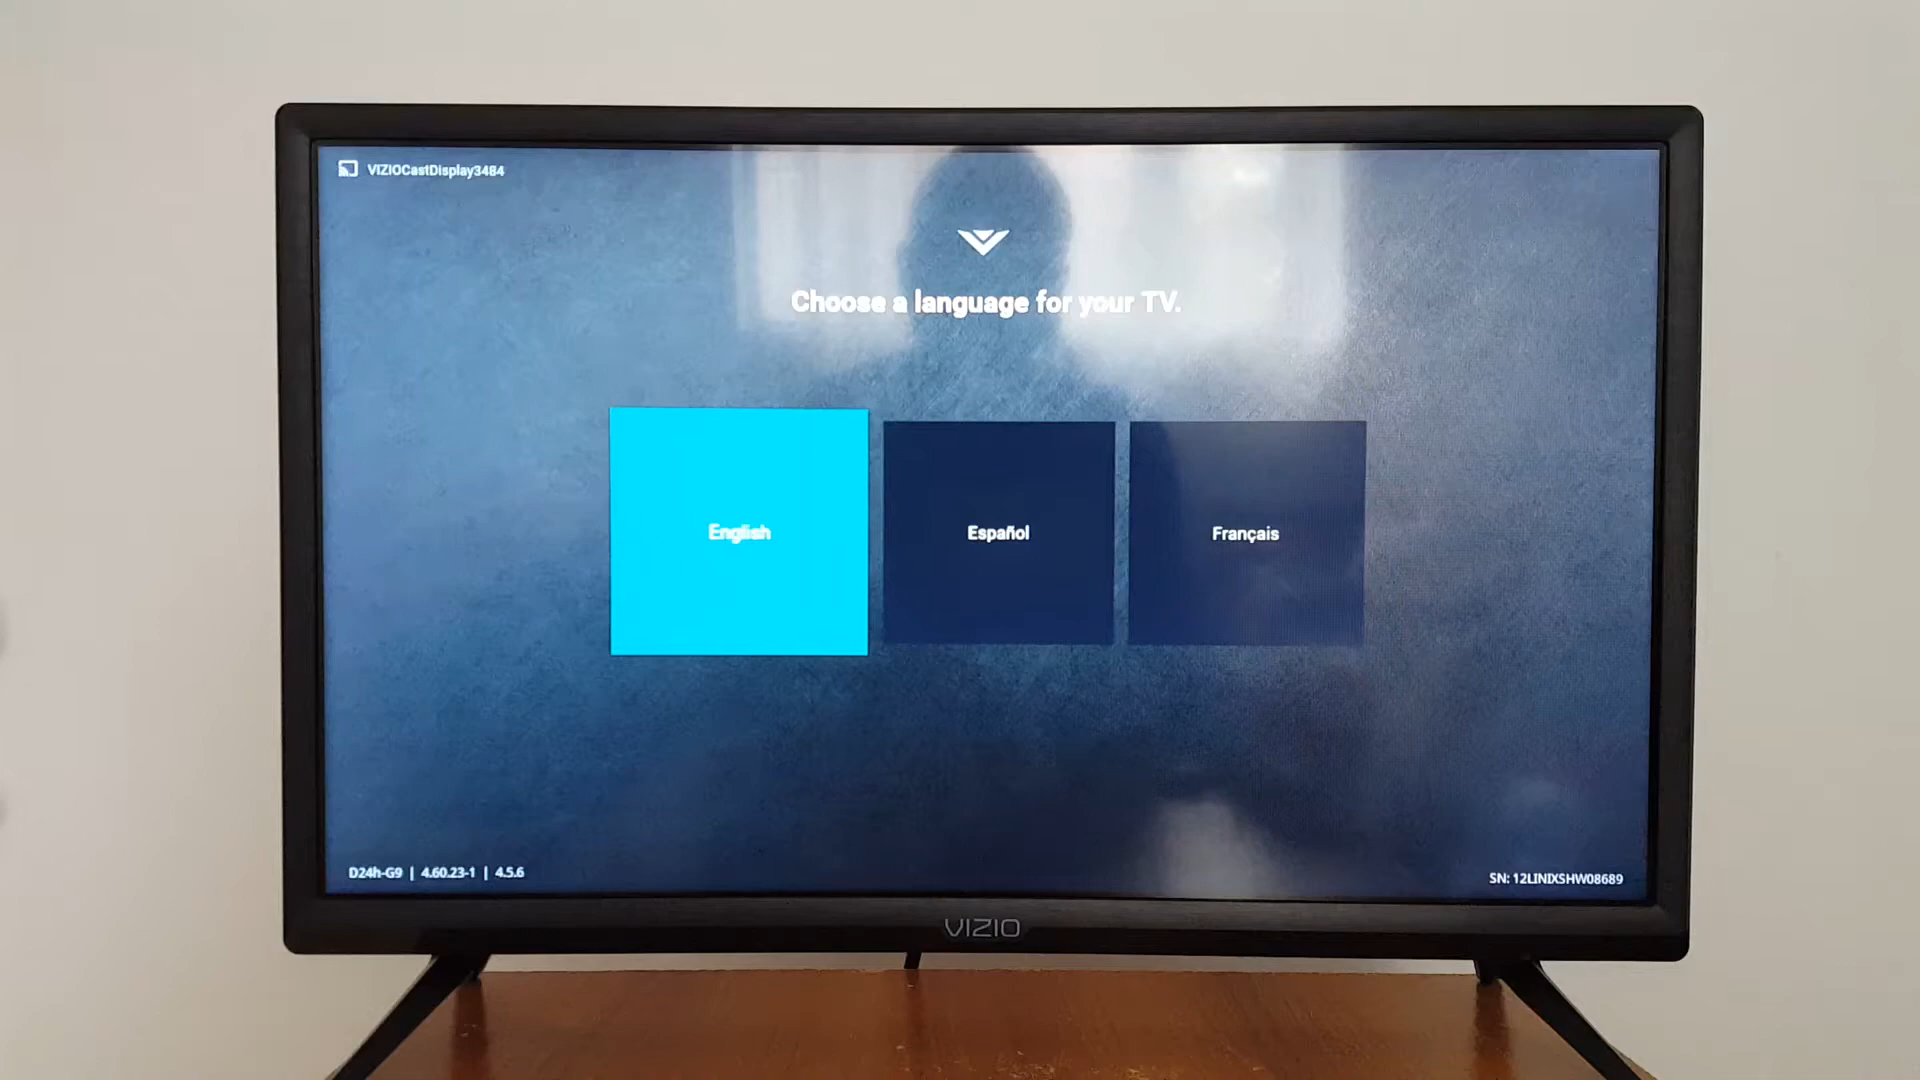 VIZIOCastDisplay3484
Choose a language for your TV.
English
Español
Français
D24h-G9 | 4.60.23-1 | 4.5.6
SN: 12LINIXSHW08689
VIZIO